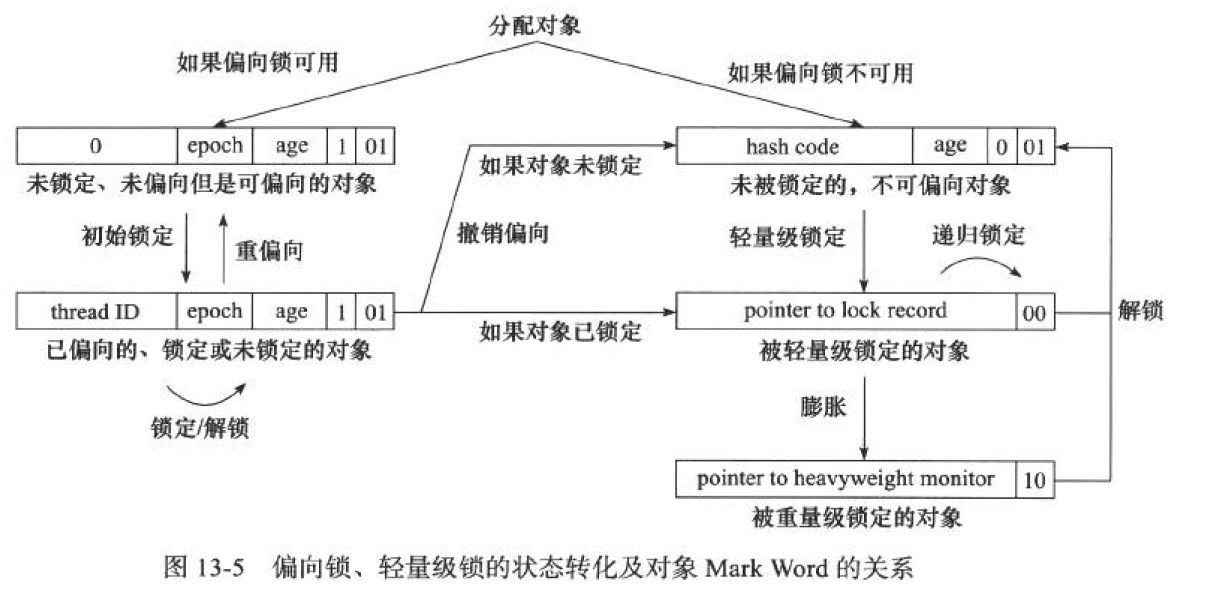 分配对象
如果偏向锁可用
如果偏向锁不可用
0 epoch age 1 01
hash code age 0 01
未锁定、未偏向但是可偏向的对象
如果对象未锁定
未被锁定的，不可偏向对象
初始锁定
重偏向
撤销偏向
轻量级锁定
递归锁定
thread ID epoch age 1 01
pointer to lock record 00
解锁
已偏向的、锁定或未锁定的对象
如果对象已锁定
被轻量级锁定的对象
锁定/解锁
膨胀
pointer to heavyweight monitor 10
被重量级锁定的对象
图 13-5 偏向锁、轻量级锁的状态转化及对象 Mark Word 的关系